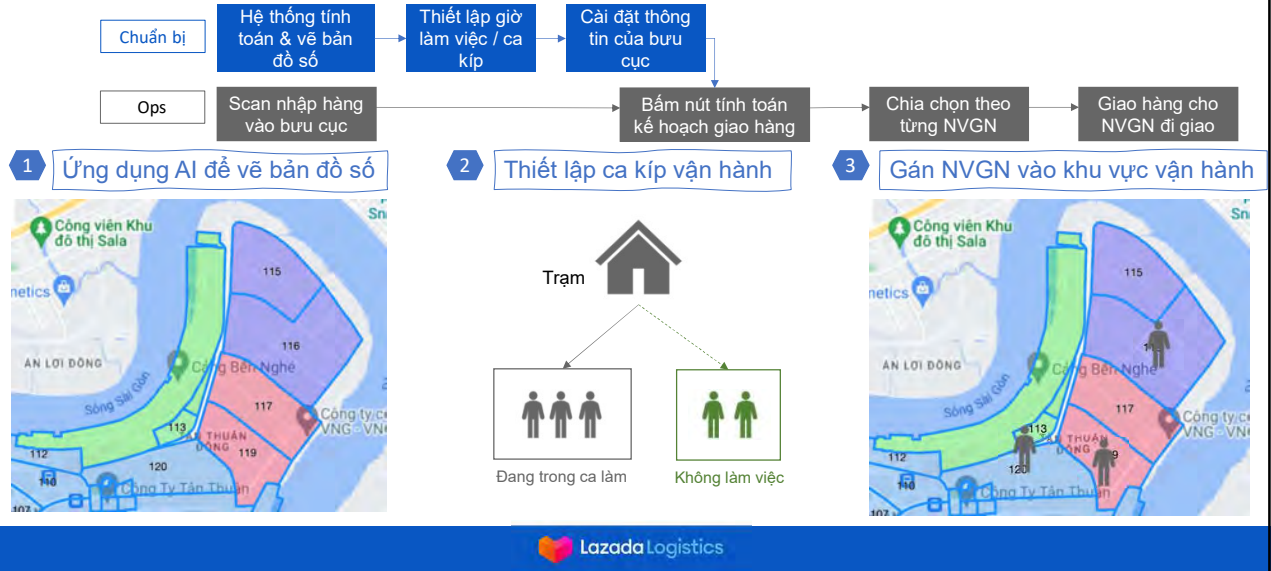 Chuẩn bị
Hệ thống tính
toán & vẽ bản
đồ số
Thiết lập giờ
làm việc / ca
kíp
Cài đặt thông
tin của bưu
cục
Ops
Scan nhập hàng
vào bưu cục
Bấm nút tính toán
kế hoạch giao hàng
Chia chọn theo
từng NVGN
Giao hàng cho
NVGN đi giao
1
Ứng dụng AI để vẽ bản đồ số
2
Thiết lập ca kíp vận hành
3
Gán NVGN vào khu vực vận hành
Công viên Khu
đô thị Sala
Sn
netics
115
116
AN LỢI ĐÔNG
Cảng Bến Nghé
Sông Sài Gòn
117
Công ty c
VNG - VN
113
TÂN THUẬN
ĐÔNG
119
112
120
110
Công Ty Tân Thuận
107
Trạm
Đang trong ca làm
Không làm việc
Công viên Khu
đô thị Sala
Sn
netics
115
AN LỢI ĐÔNG
Cảng Bến Nghé
Sông Sài Gòn
117
Công ty c
VNG - VN
113
THUẬN
ĐÔNG
112
110
Công Ty Tân Thuận
107
Lazada Logistics